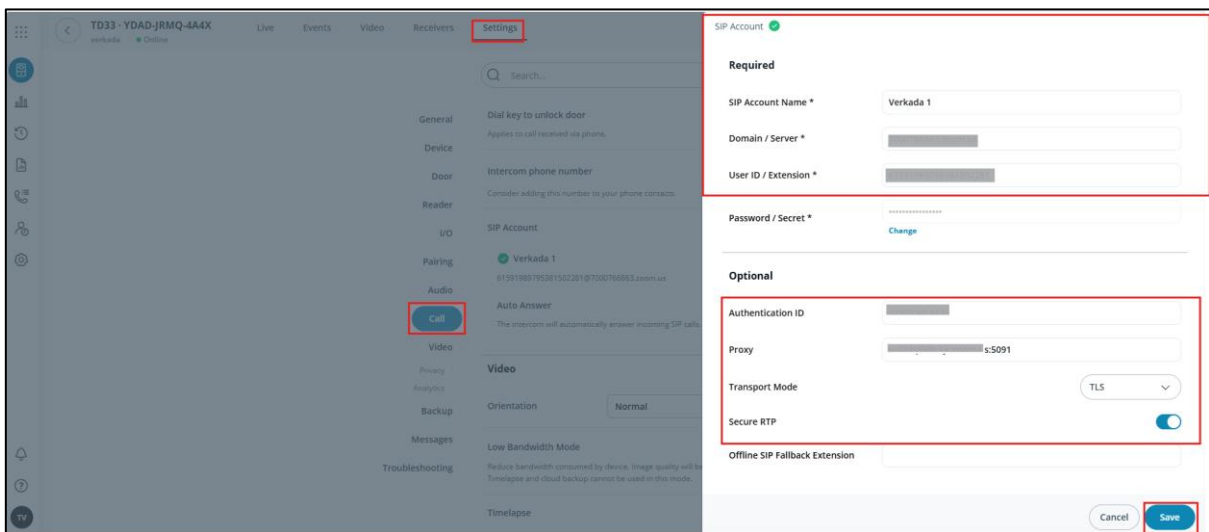 TD33 - YDAD-JRMQ-4A4X
verkada Online
Live Events Video Receivers Settings
Search...
General
Device
Door
Reader
I/O
Pairing
Audio
Call
Video
Privacy
Analytics
Backup
Messages
Troubleshooting
Dial key to unlock door
Applies to call received via phone.
Intercom phone number
Consider adding this number to your phone contacts.
SIP Account
Verkada 1
Auto Answer
The intercom will automatically answer incoming SIP calls.
Video
Orientation Normal
Low Bandwidth Mode
Reduce bandwidth consumed by device. Image quality will be
Timelapse and cloud backup cannot be used in this mode.
Timelapse
SIP Account
Required
SIP Account Name * Verkada 1
Domain / Server *
User ID / Extension *
Password / Secret *
Change
Optional
Authentication ID
Proxy s:5091
Transport Mode TLS
Secure RTP
Offline SIP Fallback Extension
Cancel Save
TV